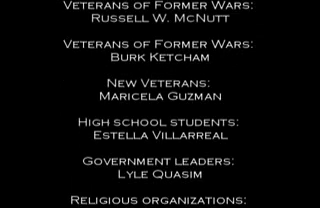 Veterans of Former Wars:
Russell W. McNutt
Veterans of Former Wars:
Burk Ketcham
New Veterans:
Maricela Guzman
High school students:
Estella Villarreal
Government leaders:
Lyle Quasim
Religious organizations: